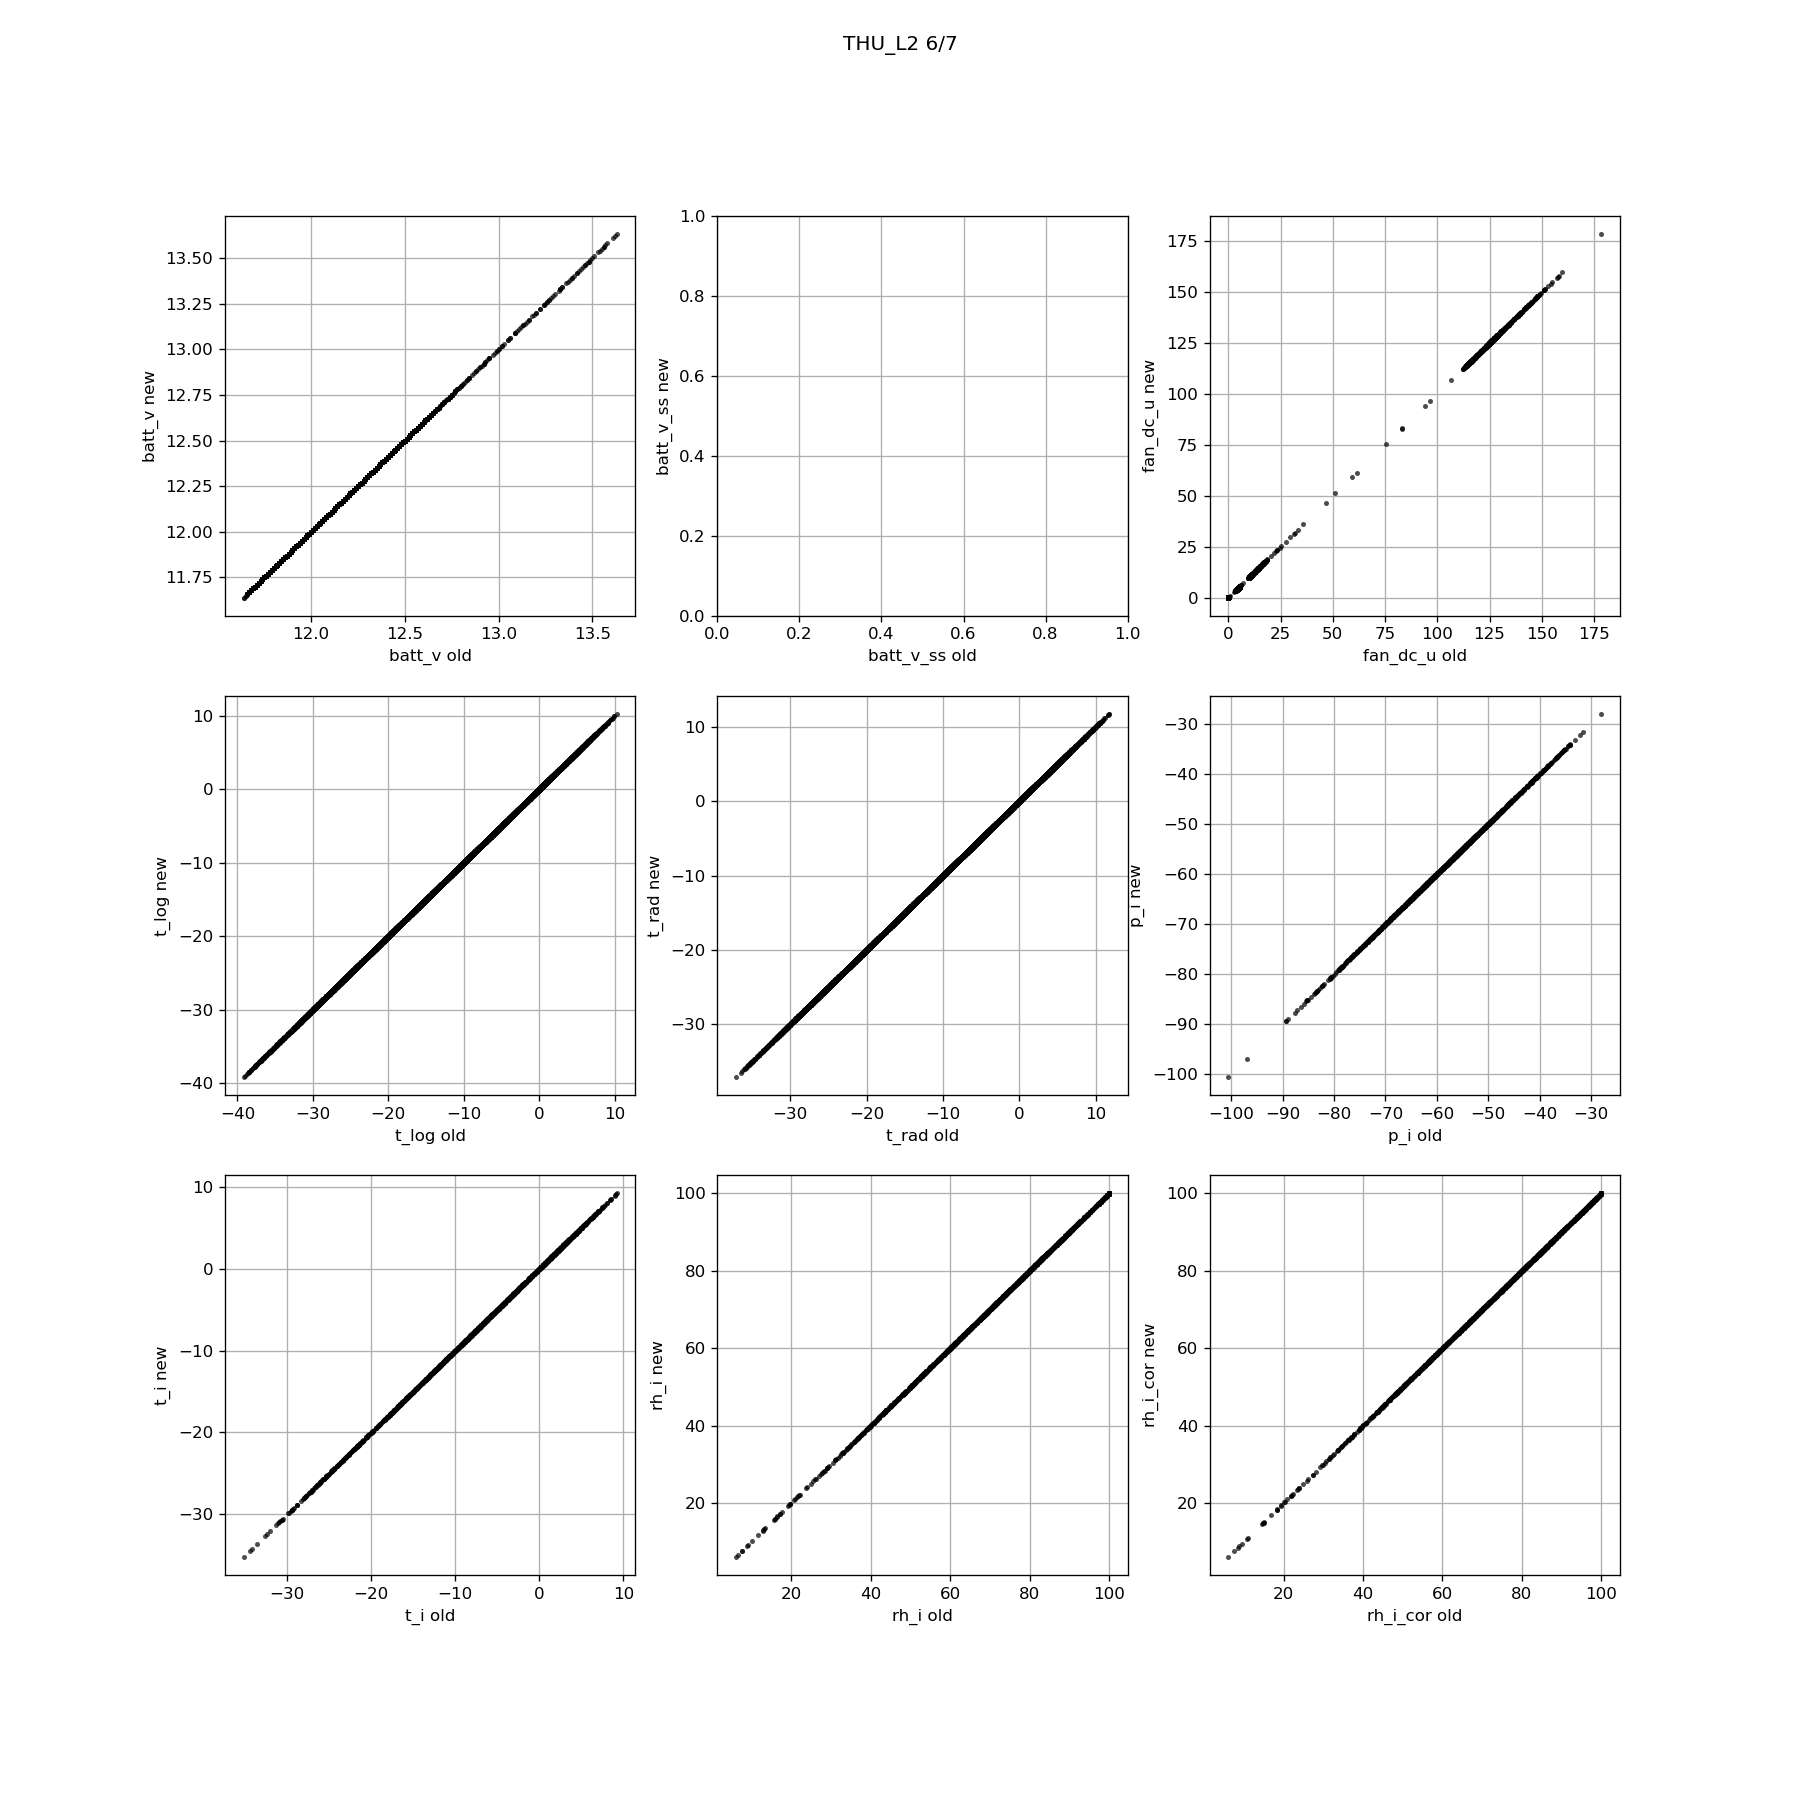 THU_L2 6/7
batt_v new
13.50
13.25
13.00
12.75
12.50
12.25
12.00
11.75
12.0 12.5 13.0 13.5
batt_v old
batt_v_ss new
1.0
0.8
0.6
0.4
0.2
0.0
0.0 0.2 0.4 0.6 0.8 1.0
batt_v_ss old
fan_dc_u new
175
150
125
100
75
50
25
0
0 25 50 75 100 125 150 175
fan_dc_u old
t_log new
10
0
−10
−20
−30
−40
−40 −30 −20 −10 0 10
t_log old
t_rad new
10
0
−10
−20
−30
−30 −20 −10 0 10
t_rad old
p_i new
−30
−40
−50
−60
−70
−80
−90
−100
−100 −90 −80 −70 −60 −50 −40 −30
p_i old
t_i new
10
0
−10
−20
−30
−30 −20 −10 0 10
t_i old
rh_i new
100
80
60
40
20
20 40 60 80 100
rh_i old
rh_i_cor new
100
80
60
40
20
20 40 60 80 100
rh_i_cor old